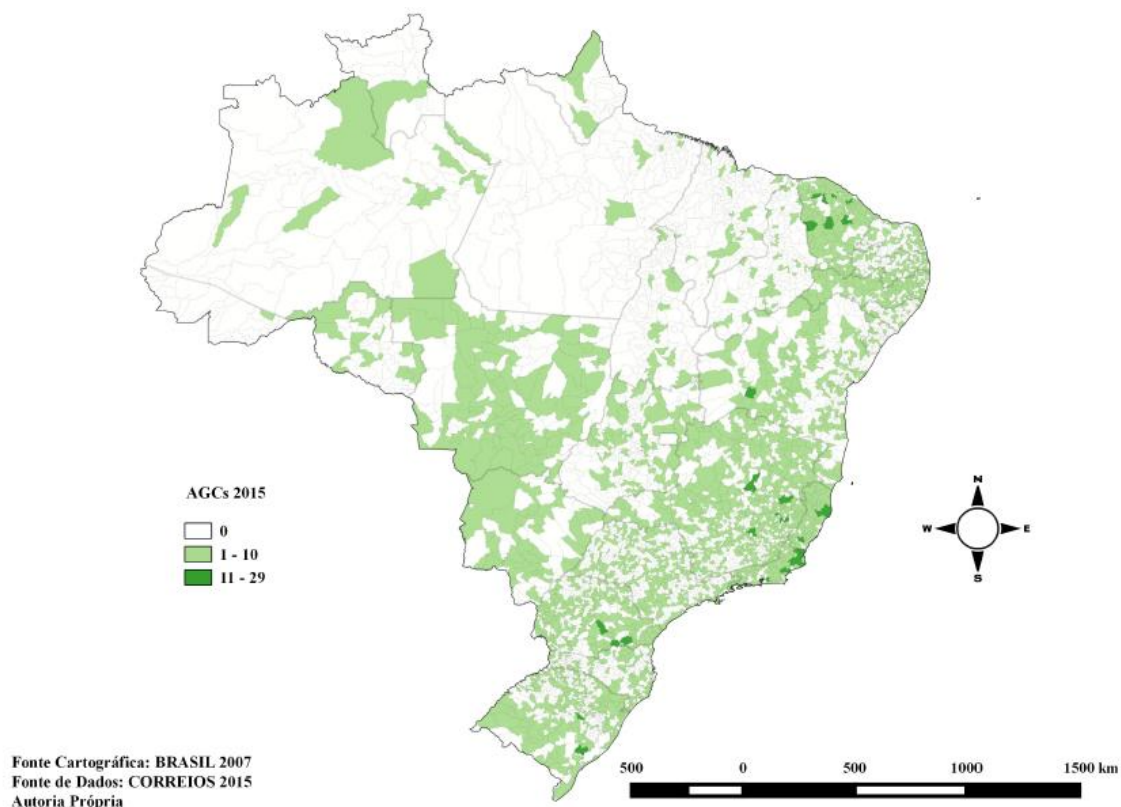 AGCs 2015
0
1 - 10
11 - 29
N
W E
S
Fonte Cartográfica: BRASIL 2007
Fonte de Dados: CORREIOS 2015
Autoria Própria
500 0 500 1000 1500 km